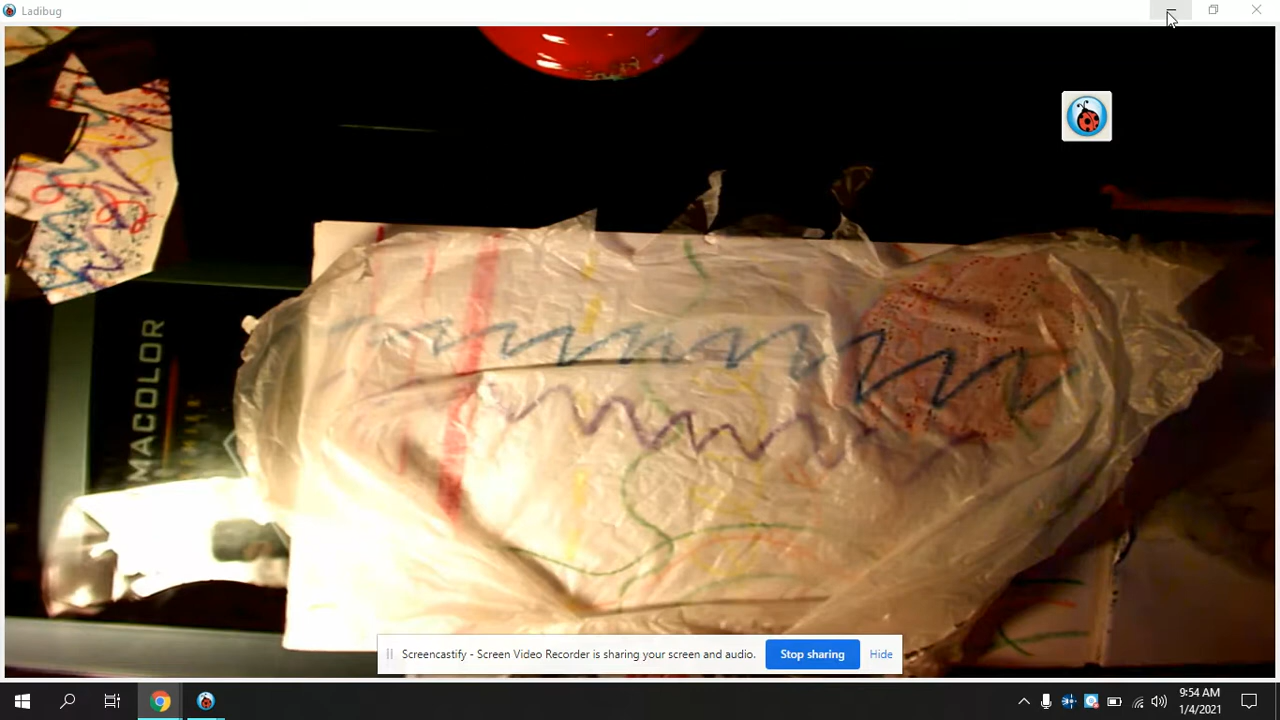 Ladibug
MACOLOR
Screencastify - Screen Video Recorder is sharing your screen and audio.
Stop sharing
Hide
9:54 AM
1/4/2021